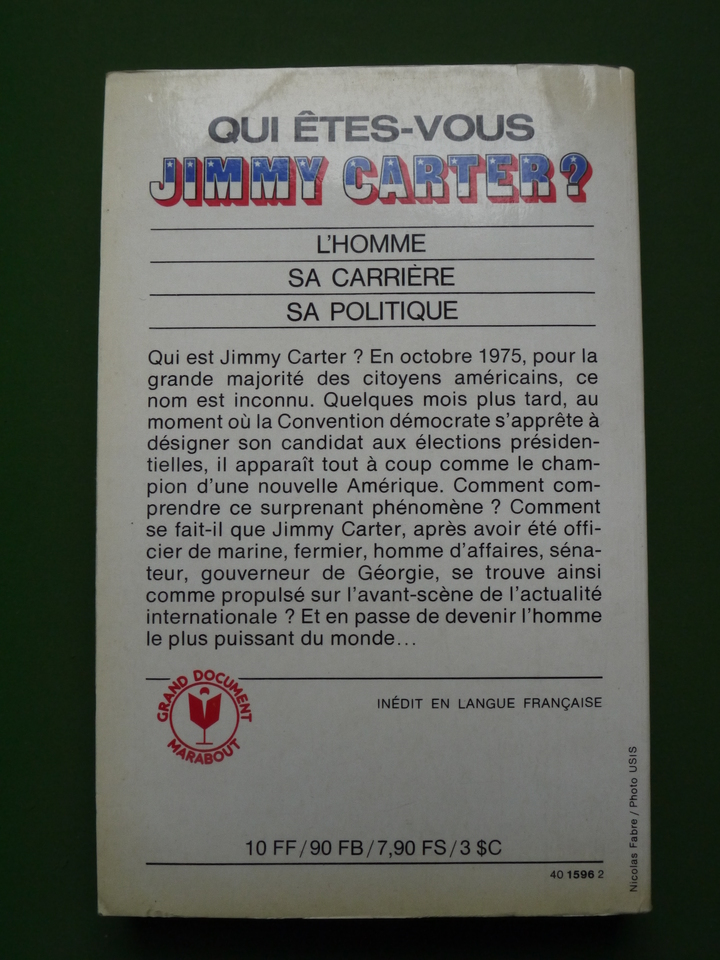 QUI ÊTES-VOUS
JIMMY CARTER?
L'HOMME
SA CARRIÈRE
SA POLITIQUE
Qui est Jimmy Carter ? En octobre 1975, pour la
grande majorité des citoyens américains, ce
nom est inconnu. Quelques mois plus tard, au
moment où la Convention démocrate s'apprête à
désigner son candidat aux élections présiden-
tielles, il apparaît tout à coup comme le cham-
pion d'une nouvelle Amérique. Comment com-
prendre ce surprenant phénomène ? Comment
se fait-il que Jimmy Carter, après avoir été offi-
cier de marine, fermier, homme d'affaires, séna-
teur, gouverneur de Géorgie, se trouve ainsi
comme propulsé sur l'avant-scène de l'actualité
internationale ? Et en passe de devenir l'homme
le plus puissant du monde...
GRAND DOCUMENT
MARABOUT
INÉDIT EN LANGUE FRANÇAISE
10 FF/90 FB/7,90 FS/3 $C
40 1596 2
Nicolas Fabre / Photo USIS